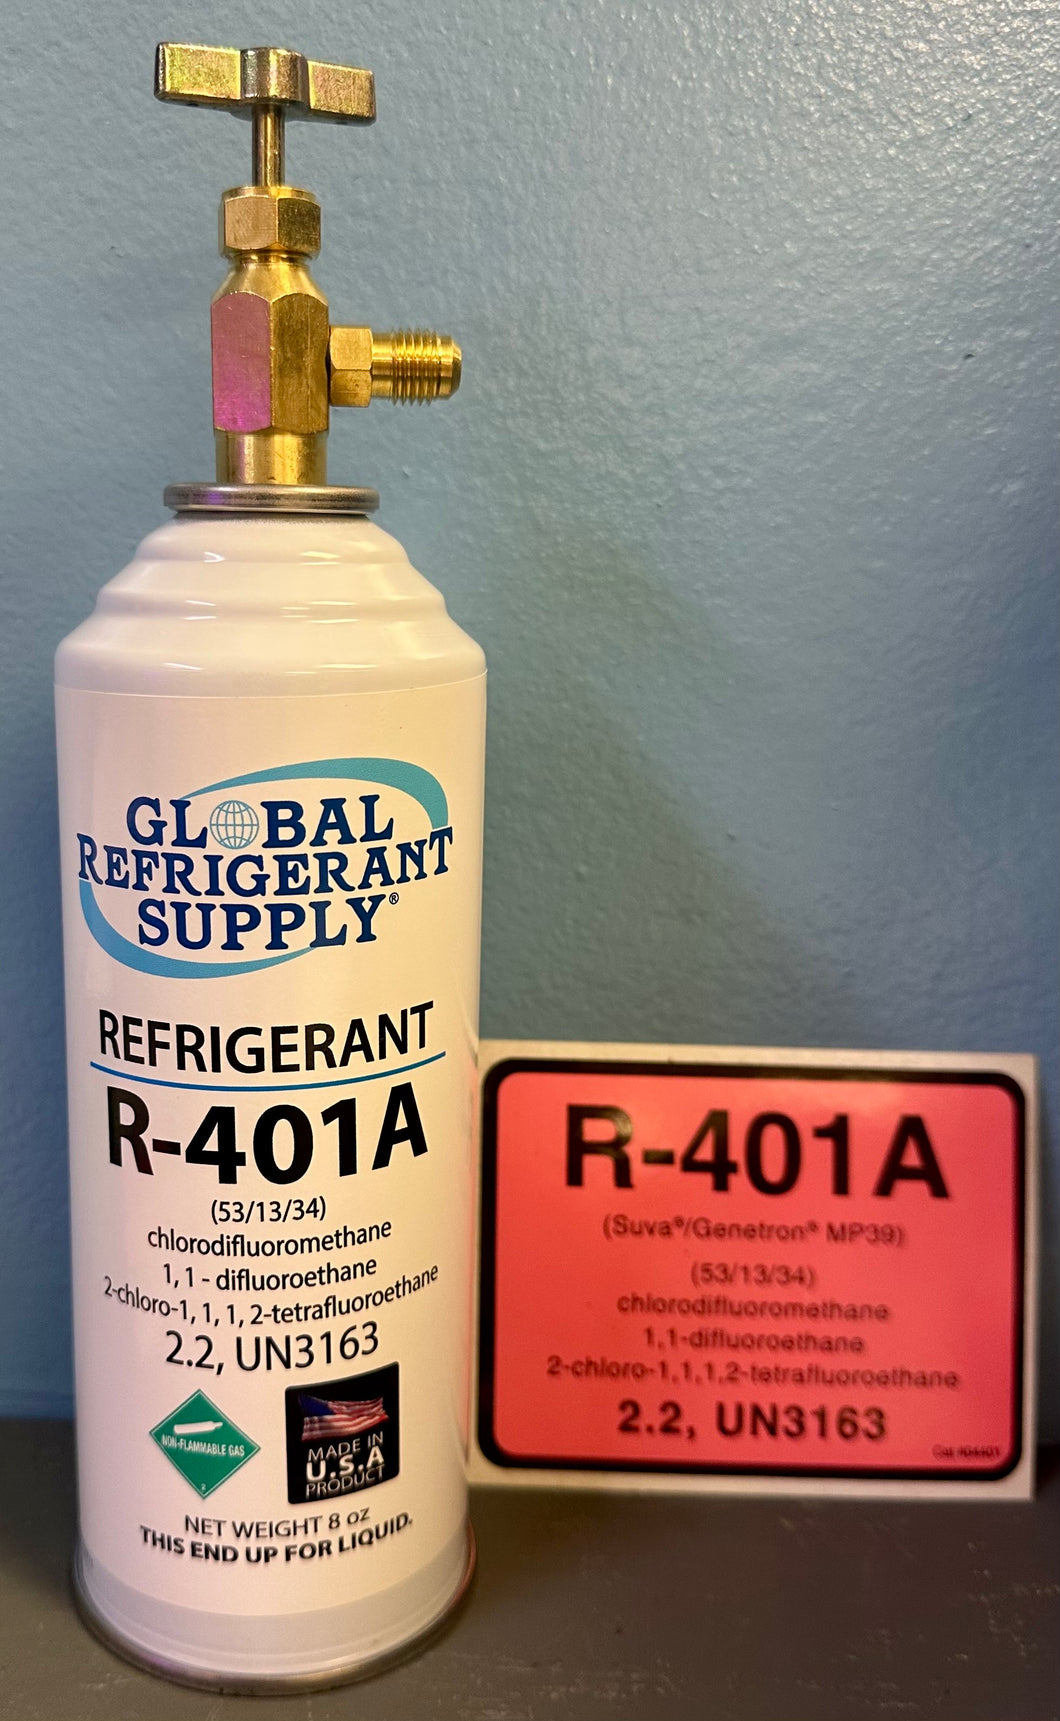 GLOBAL
REFRIGERANT
SUPPLY®
REFRIGERANT
R-401A
(53/13/34)
chlorodifluoromethane
1,1 - difluoroethane
2-chloro-1, 1, 1, 2-tetrafluoroethane
2.2, UN3163
NON-FLAMMABLE GAS
2
MADE IN
U.S.A
PRODUCT
NET WEIGHT 8 oz
THIS END UP FOR LIQUID.
R-401A
(Suva®/Genetron® MP39)
(53/13/34)
chlorodifluoromethane
1,1-difluoroethane
2-chloro-1,1,1,2-tetrafluoroethane
2.2, UN3163